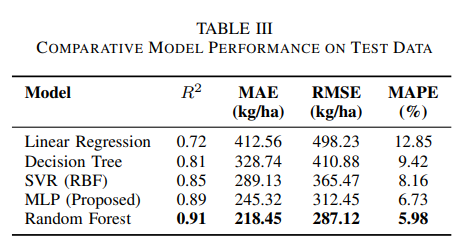 TABLE III
COMPARATIVE MODEL PERFORMANCE ON TEST DATA
Model R² MAE RMSE MAPE
(kg/ha) (kg/ha) (%)
Linear Regression 0.72 412.56 498.23 12.85
Decision Tree 0.81 328.74 410.88 9.42
SVR (RBF) 0.85 289.13 365.47 8.16
MLP (Proposed) 0.89 245.32 312.45 6.73
Random Forest 0.91 218.45 287.12 5.98